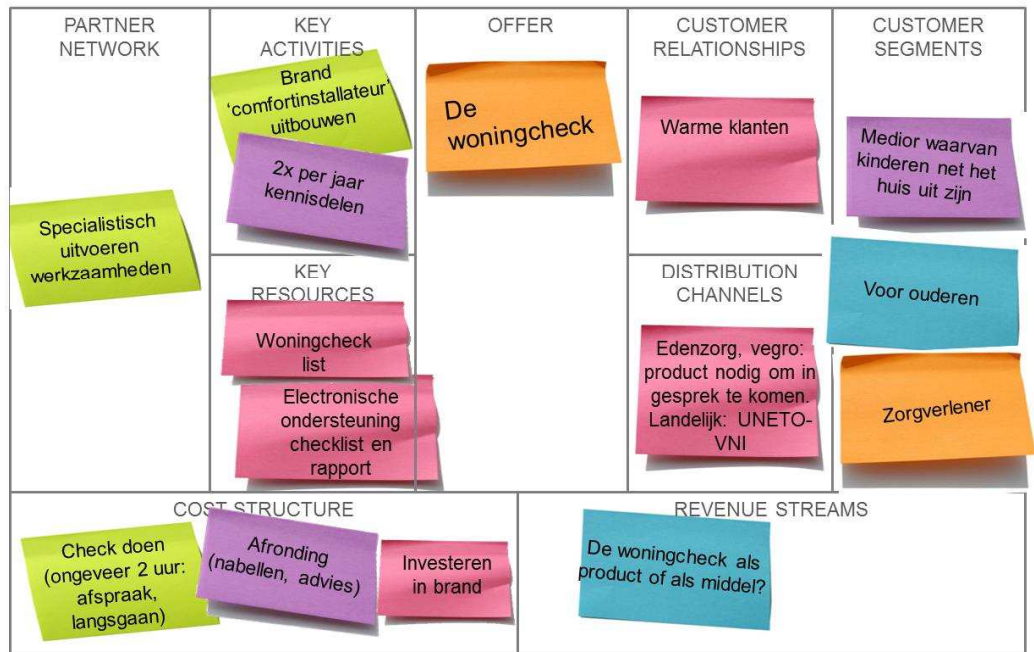 PARTNER
NETWORK
Specialistisch
uitvoeren
werkzaamheden
KEY
ACTIVITIES
Brand
‘comfortinstallateur’
uitbouwen
2x per jaar
kennisdelen
KEY
RESOURCES
Woningcheck
list
Electronische
ondersteuning
checklist en
rapport
OFFER
De
woningcheck
CUSTOMER
RELATIONSHIPS
Warme klanten
DISTRIBUTION
CHANNELS
Edenzorg, vegro:
product nodig om in
gesprek te komen.
Landelijk: UNETO-
VNI
CUSTOMER
SEGMENTS
Medior waarvan
kinderen net het
huis uit zijn
Voor ouderen
Zorgverlener
COST STRUCTURE
Check doen
(ongeveer 2 uur:
afspraak,
langsgaan)
Afronding
(nabellen, advies)
Investeren
in brand
REVENUE STREAMS
De woningcheck als
product of als middel?